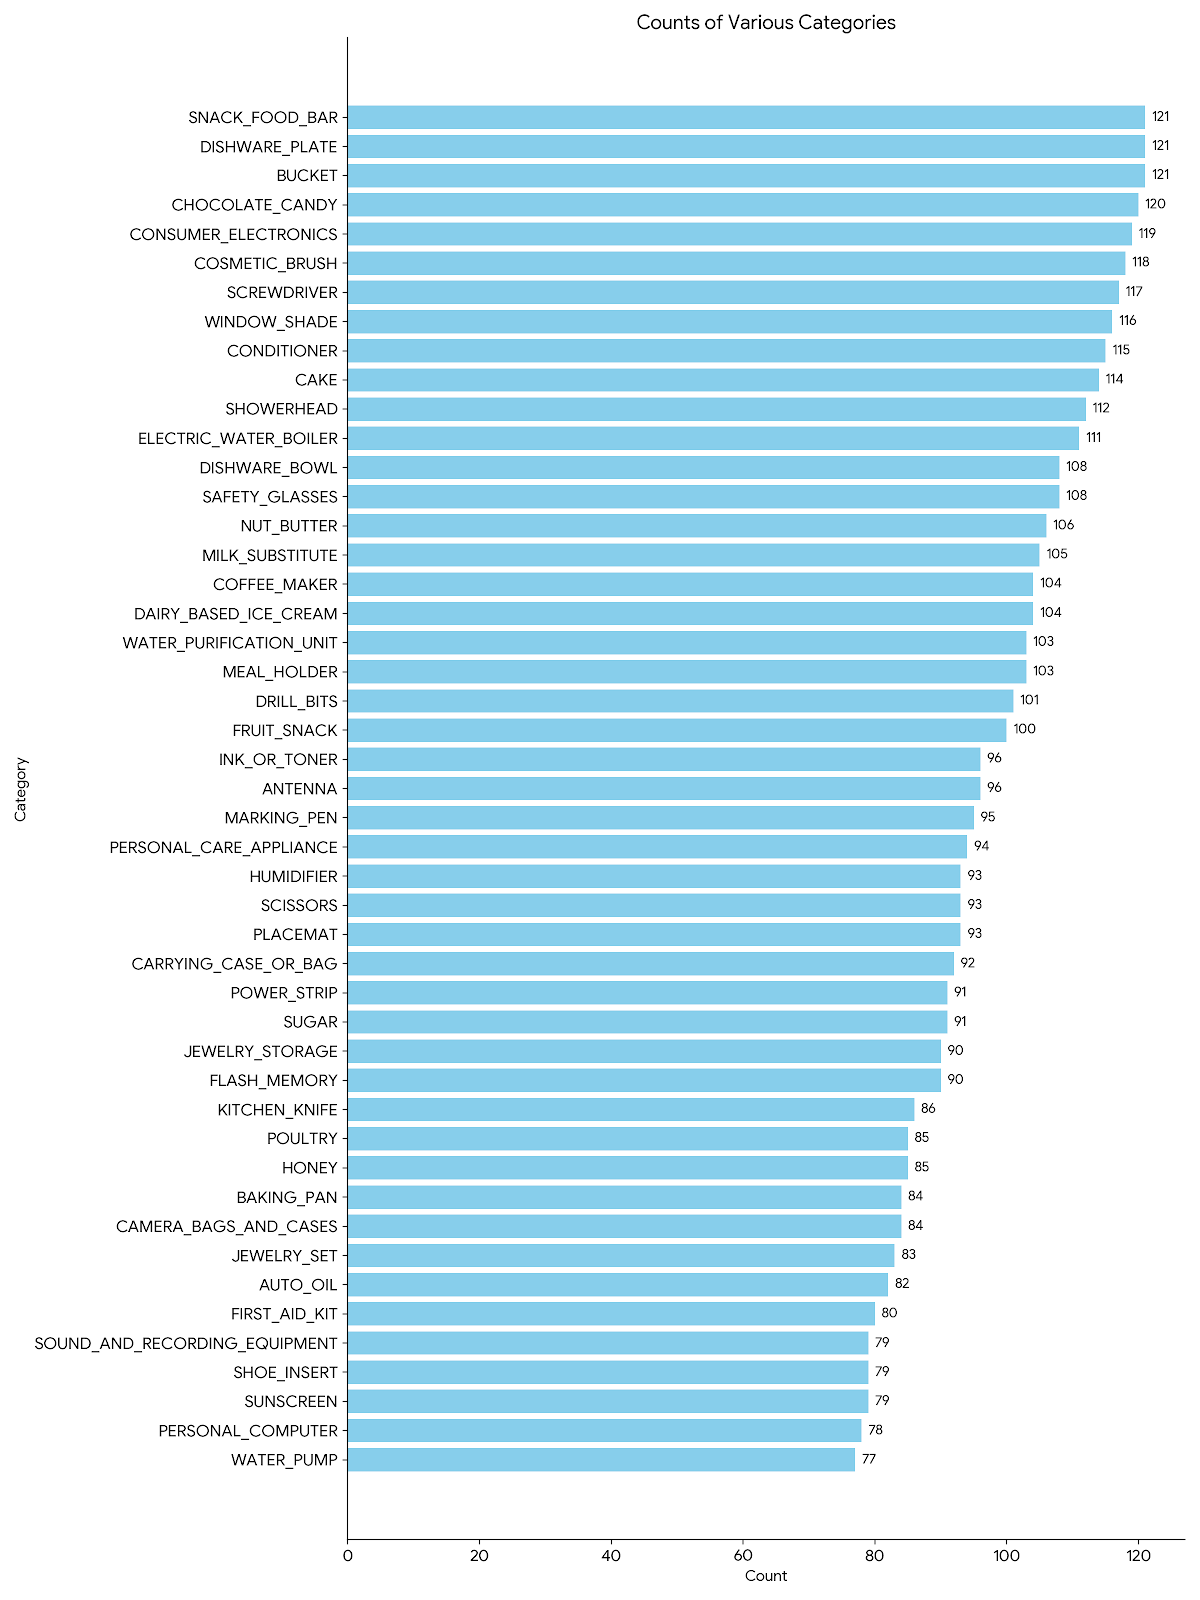 Counts of Various Categories
SNACK_FOOD_BAR 121
DISHWARE_PLATE 121
BUCKET 121
CHOCOLATE_CANDY 120
CONSUMER_ELECTRONICS 119
COSMETIC_BRUSH 118
SCREWDRIVER 117
WINDOW_SHADE 116
CONDITIONER 115
CAKE 114
SHOWERHEAD 112
ELECTRIC_WATER_BOILER 111
DISHWARE_BOWL 108
SAFETY_GLASSES 108
NUT_BUTTER 106
MILK_SUBSTITUTE 105
COFFEE_MAKER 104
DAIRY_BASED_ICE_CREAM 104
WATER_PURIFICATION_UNIT 103
MEAL_HOLDER 103
DRILL_BITS 101
FRUIT_SNACK 100
INK_OR_TONER 96
ANTENNA 96
MARKING_PEN 95
PERSONAL_CARE_APPLIANCE 94
HUMIDIFIER 93
SCISSORS 93
PLACEMAT 93
CARRYING_CASE_OR_BAG 92
POWER_STRIP 91
SUGAR 91
JEWELRY_STORAGE 90
FLASH_MEMORY 90
KITCHEN_KNIFE 86
POULTRY 85
HONEY 85
BAKING_PAN 84
CAMERA_BAGS_AND_CASES 84
JEWELRY_SET 83
AUTO_OIL 82
FIRST_AID_KIT 80
SOUND_AND_RECORDING_EQUIPMENT 79
SHOE_INSERT 79
SUNSCREEN 79
PERSONAL_COMPUTER 78
WATER_PUMP 77
Category
0 20 40 60 80 100 120
Count